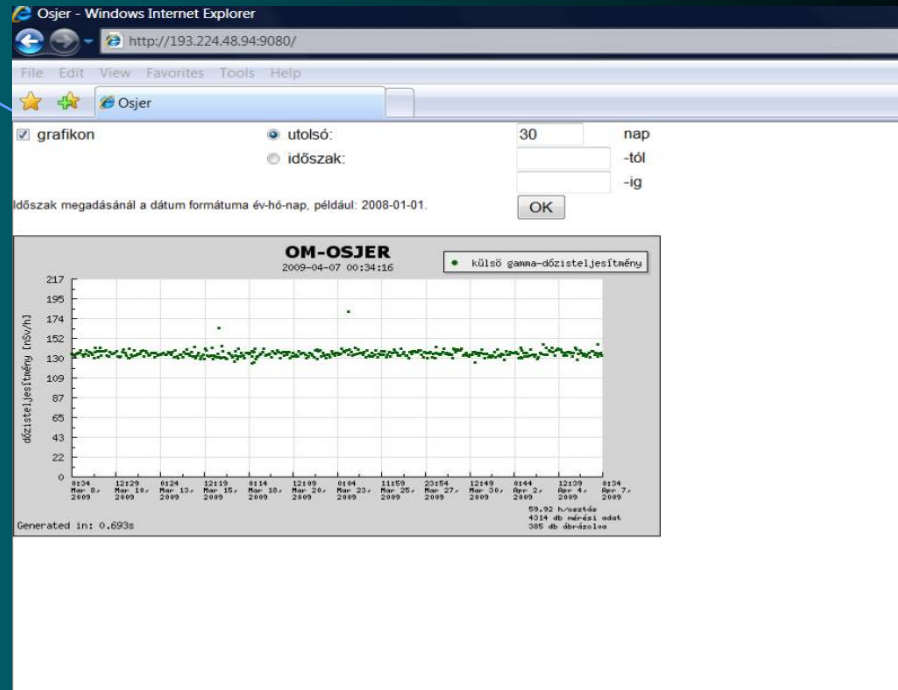 Osjer - Windows Internet Explorer
http://193.224.48.94:9080/
File Edit View Favorites Tools Help
Osjer
grafikon utolsó: 30 nap
időszak: -tól
-ig
Időszak megadásánál a dátum formátuma év-hó-nap, például: 2008-01-01. OK
OM-OSJER
2009-04-07 00:34:16
külső gamma-dózisteljesítmény
dózisteljesítmény [nSv/h]
217
195
174
152
130
109
87
65
43
22
0
0:34 12:29 0:24 12:19 0:14 12:09 0:04 11:59 23:54 12:49 0:44 12:39 0:34
Mar 8, Mar 10, Mar 13, Mar 15, Mar 18, Mar 20, Mar 23, Mar 25, Mar 27, Mar 30, Apr 2, Apr 4, Apr 7,
2009 2009 2009 2009 2009 2009 2009 2009 2009 2009 2009 2009 2009
59.92 h/osztás
4314 db mérési adat
Generated in: 0.693s 385 db ábrázolva